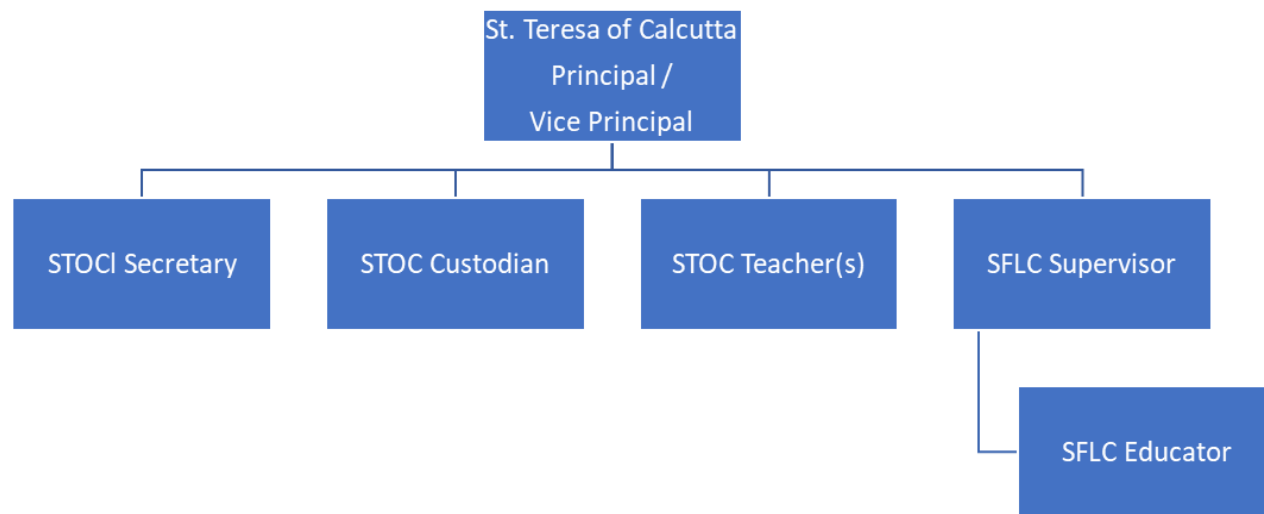 St. Teresa of Calcutta
Principal /
Vice Principal
STOCl Secretary
STOC Custodian
STOC Teacher(s)
SFLC Supervisor
SFLC Educator